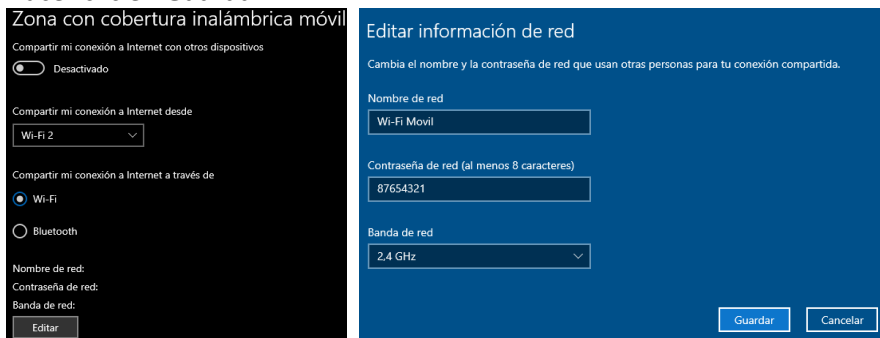 Zona con cobertura inalámbrica móvil
Compartir mi conexión a Internet con otros dispositivos
Desactivado
Compartir mi conexión a Internet desde
Wi-Fi 2
Compartir mi conexión a Internet a través de
Wi-Fi
Bluetooth
Nombre de red:
Contraseña de red:
Banda de red:
Editar
Editar información de red
Cambia el nombre y la contraseña de red que usan otras personas para tu conexión compartida.
Nombre de red
Wi-Fi Movil
Contraseña de red (al menos 8 caracteres)
87654321
Banda de red
2,4 GHz
Guardar
Cancelar